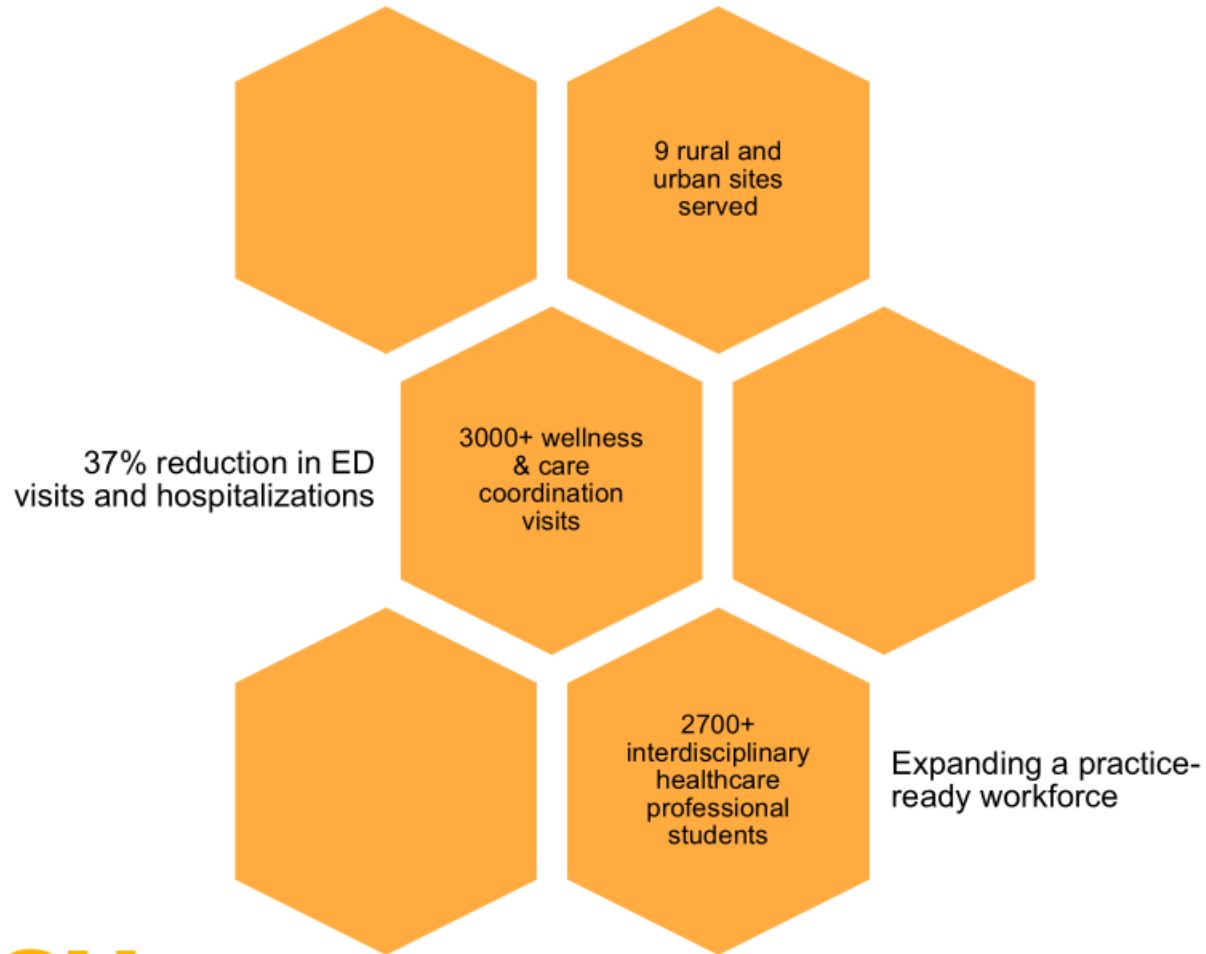 9 rural and
urban sites
served
37% reduction in ED
visits and hospitalizations
3000+ wellness
& care
coordination
visits
2700+
interdisciplinary
healthcare
professional
students
Expanding a practice-
ready workforce